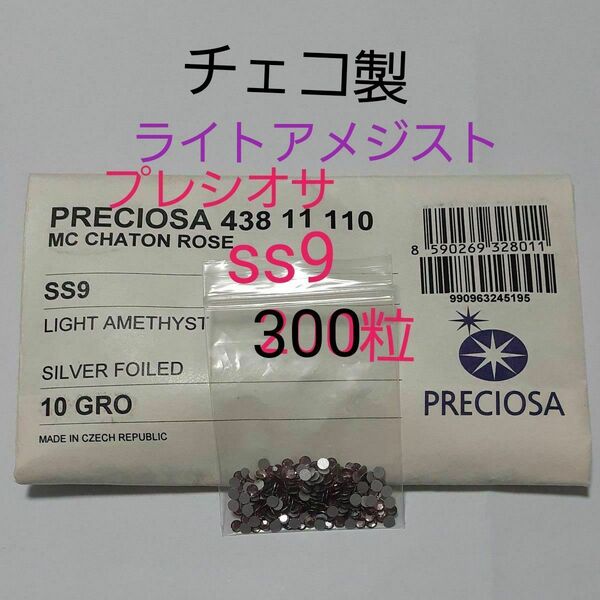 チェコ製
ライトアメジスト
プレシオサ
PRECIOSA 438 11 110
MC CHATON ROSE
ss9
SS9
LIGHT AMETHYST
300粒
SILVER FOILED
10 GRO
MADE IN CZECH REPUBLIC
8 590269 328011
990963245195
PRECIOSA